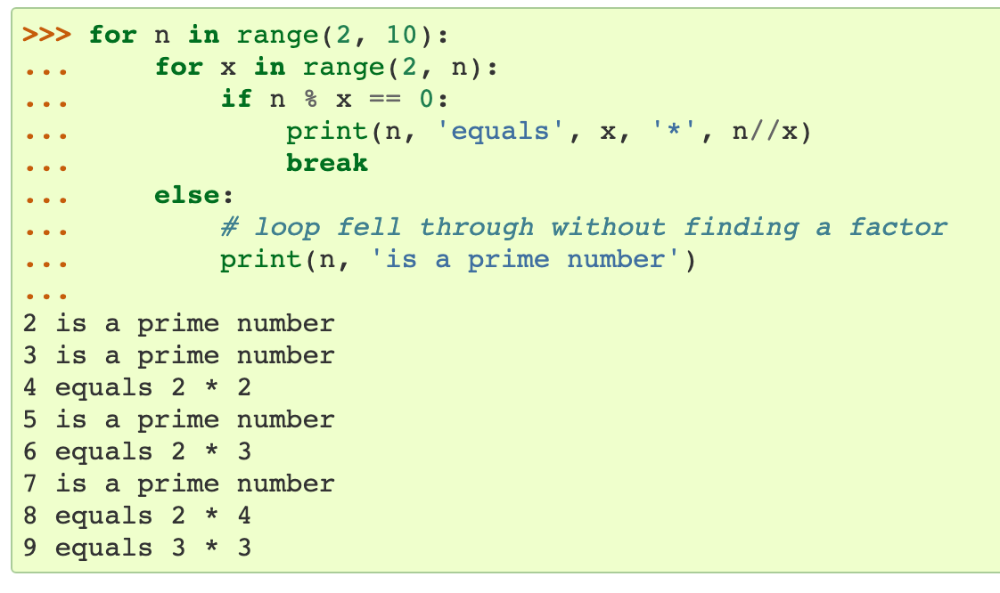 >>> for n in range(2, 10):
...     for x in range(2, n):
...         if n % x == 0:
...             print(n, 'equals', x, '*', n//x)
...             break
...     else:
...         # loop fell through without finding a factor
...         print(n, 'is a prime number')
...
2 is a prime number
3 is a prime number
4 equals 2 * 2
5 is a prime number
6 equals 2 * 3
7 is a prime number
8 equals 2 * 4
9 equals 3 * 3